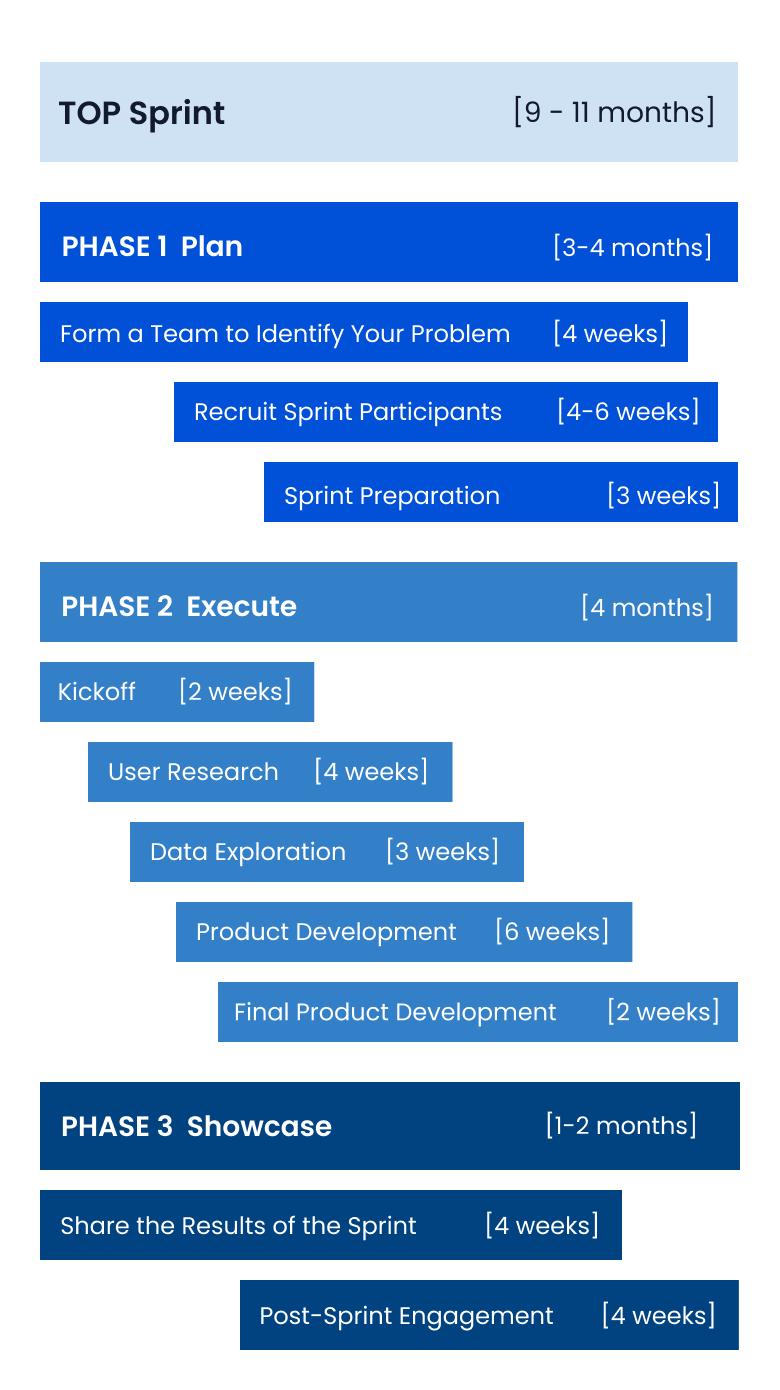 TOP Sprint [9 - 11 months]
PHASE 1 Plan [3-4 months]
Form a Team to Identify Your Problem [4 weeks]
Recruit Sprint Participants [4-6 weeks]
Sprint Preparation [3 weeks]
PHASE 2 Execute [4 months]
Kickoff [2 weeks]
User Research [4 weeks]
Data Exploration [3 weeks]
Product Development [6 weeks]
Final Product Development [2 weeks]
PHASE 3 Showcase [1-2 months]
Share the Results of the Sprint [4 weeks]
Post-Sprint Engagement [4 weeks]